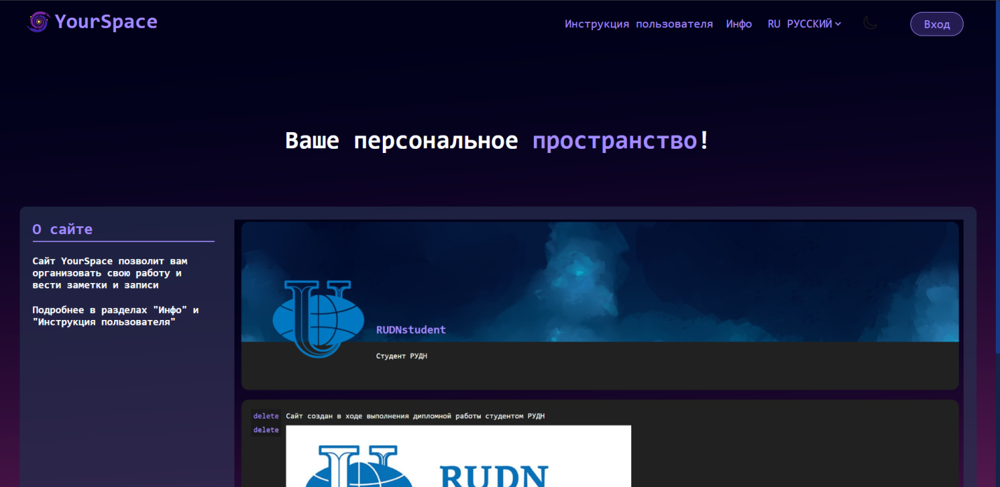 YourSpace
Инструкция пользователя Инфо RU РУССКИЙ Вход
Ваше персональное пространство!
О сайте
Сайт YourSpace позволит вам
организовать свою работу и
вести заметки и записи
Подробнее в разделах "Инфо" и
"Инструкция пользователя"
RUDNstudent
Студент РУДН
delete Сайт создан в ходе выполнения дипломной работы студентом РУДН
delete
RUDN